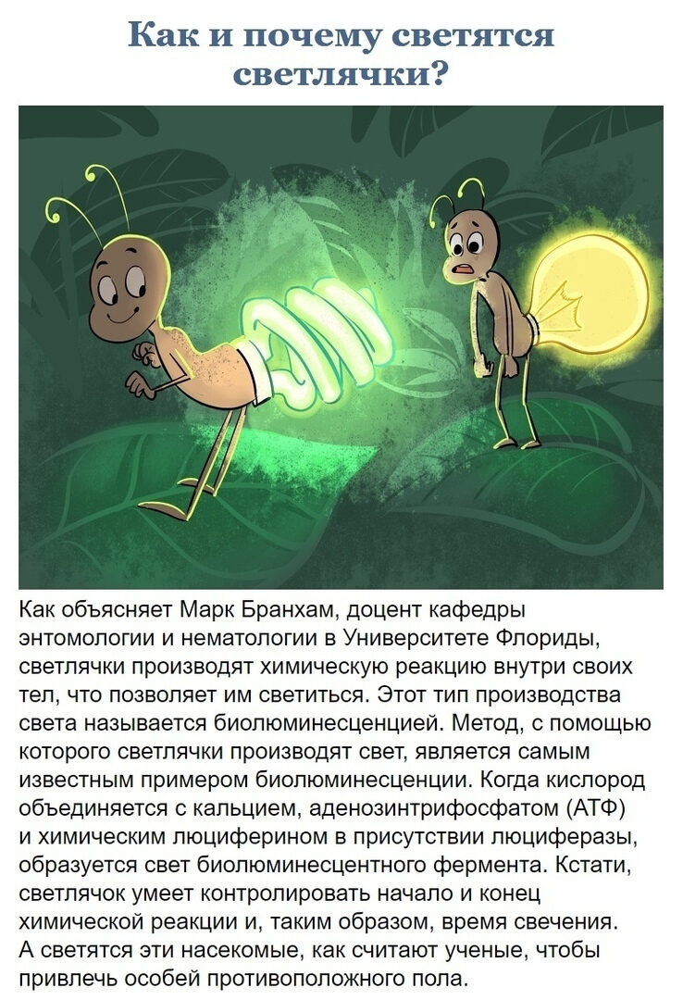 Как и почему светятся
светлячки?
Как объясняет Марк Бранхам, доцент кафедры
энтомологии и нематологии в Университете Флориды,
светлячки производят химическую реакцию внутри своих
тел, что позволяет им светиться. Этот тип производства
света называется биолюминесценцией. Метод, с помощью
которого светлячки производят свет, является самым
известным примером биолюминесценции. Когда кислород
объединяется с кальцием, аденозинтрифосфатом (АТФ)
и химическим люциферином в присутствии люциферазы,
образуется свет биолюминесцентного фермента. Кстати,
светлячок умеет контролировать начало и конец
химической реакции и, таким образом, время свечения.
А светятся эти насекомые, как считают ученые, чтобы
привлечь особей противоположного пола.